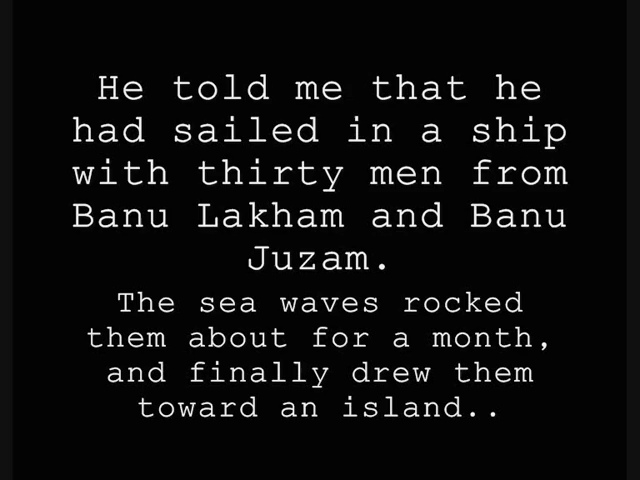 He told me that he
had sailed in a ship
with thirty men from
Banu Lakham and Banu
Juzam.
The sea waves rocked
them about for a month,
and finally drew them
toward an island..